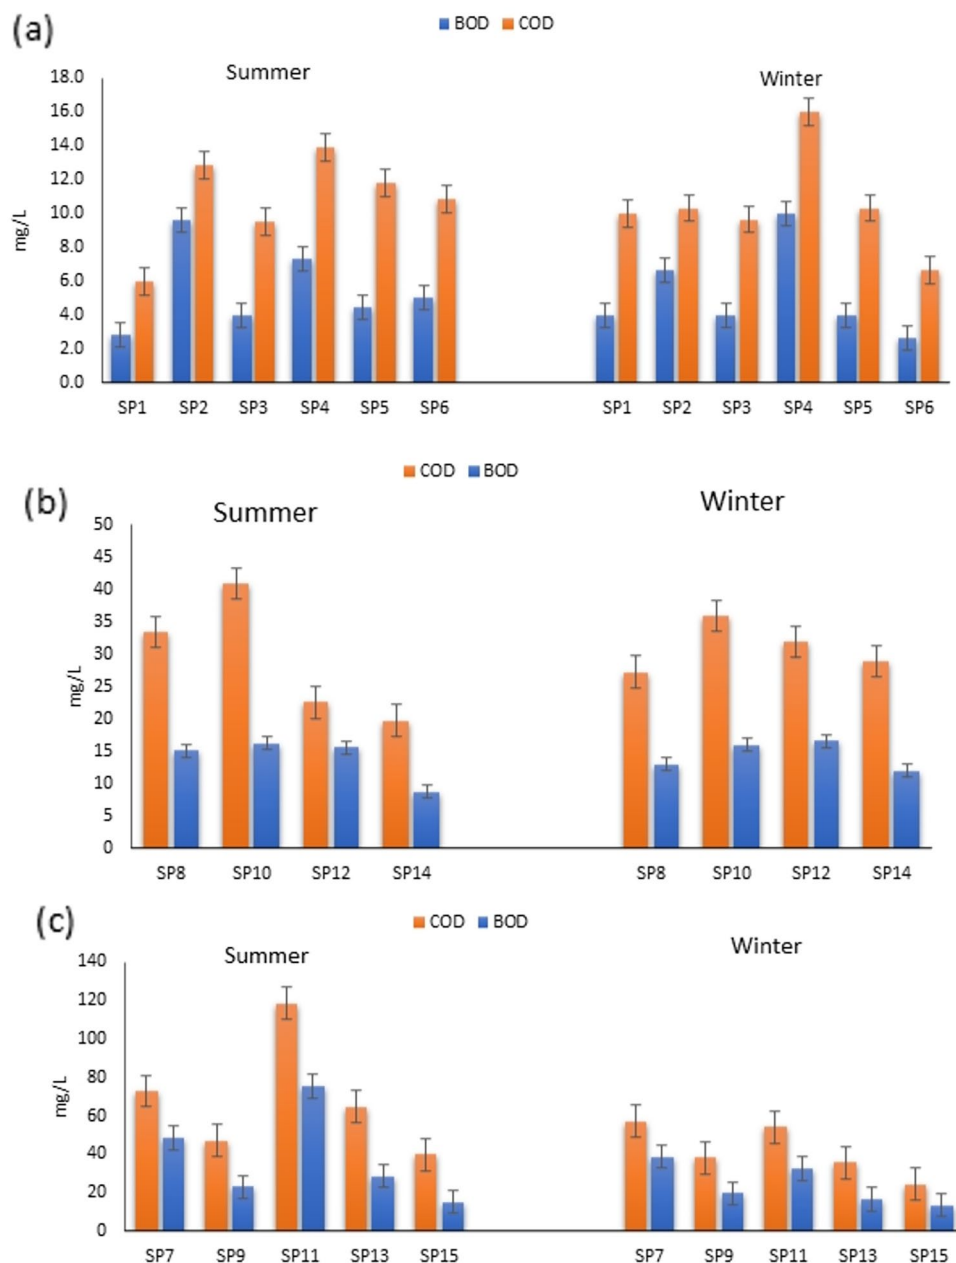 (a)
BOD COD
Summer
Winter
18.0
16.0
14.0
12.0
10.0
8.0
6.0
4.0
2.0
0.0
mg/L
SP1 SP2 SP3 SP4 SP5 SP6 SP1 SP2 SP3 SP4 SP5 SP6
(b)
COD BOD
Summer
Winter
50
45
40
35
30
25
20
15
10
5
0
mg/L
SP8 SP10 SP12 SP14 SP8 SP10 SP12 SP14
(c)
COD BOD
Summer
Winter
140
120
100
80
60
40
20
0
mg/L
SP7 SP9 SP11 SP13 SP15 SP7 SP9 SP11 SP13 SP15